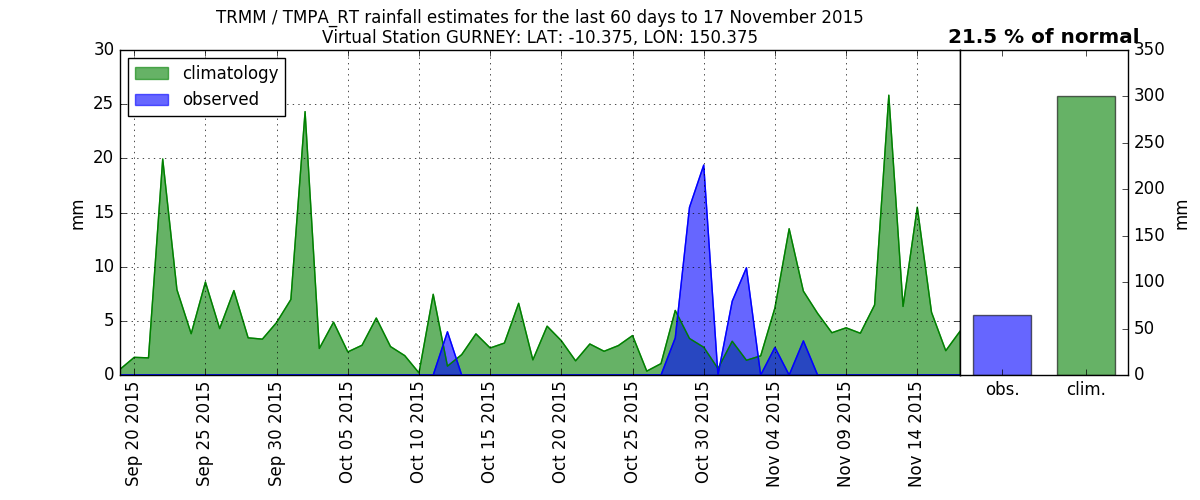 TRMM / TMPA_RT rainfall estimates for the last 60 days to 17 November 2015
Virtual Station GURNEY: LAT: -10.375, LON: 150.375
21.5 % of normal
climatology
observed
30
25
20
15
10
5
0
mm
Sep 20 2015
Sep 25 2015
Sep 30 2015
Oct 05 2015
Oct 10 2015
Oct 15 2015
Oct 20 2015
Oct 25 2015
Oct 30 2015
Nov 04 2015
Nov 09 2015
Nov 14 2015
obs.
clim.
350
300
250
200
150
100
50
0
mm